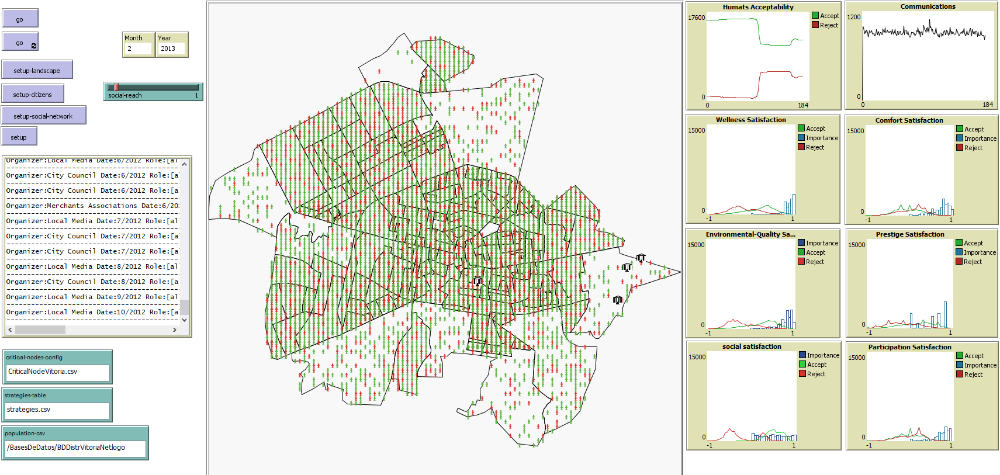 go
go
setup-landscape
setup-citizens
setup-social-network
setup
Month
2
Year
2013
social-reach 1
Organizer:Local Media Date:6/2012 Role:[al
Organizer:City Council Date:6/2012 Role:[a
Organizer:City Council Date:6/2012 Role:[a
Organizer:Merchants Associations Date:6/20
Organizer:Local Media Date:7/2012 Role:[al
Organizer:City Council Date:7/2012 Role:[a
Organizer:City Council Date:7/2012 Role:[a
Organizer:Local Media Date:8/2012 Role:[al
Organizer:City Council Date:8/2012 Role:[a
Organizer:Local Media Date:9/2012 Role:[al
Organizer:Local Media Date:10/2012 Role:[a
critical-nodes-config
CriticalNodeVitoria.csv
strategies-table
strategies.csv
population-csv
/BasesDeDatos/BDDistrVitoriaNetlogo
Humats Acceptability
17600
0
0
184
Accept
Reject
Communications
1200
0
0
184
Wellness Satisfaction
15000
0
-1
1
Accept
Importance
Reject
Comfort Satisfaction
15000
0
-1
1
Accept
Importance
Reject
Environmental-Quality Sa...
15000
0
-1
1
Importance
Accept
Reject
Prestige Satisfaction
15000
0
-1
1
Accept
Importance
Reject
social satisfaction
15000
0
-1
1
Importance
Accept
Reject
Participation Satisfaction
15000
0
-1
1
Accept
Importance
Reject